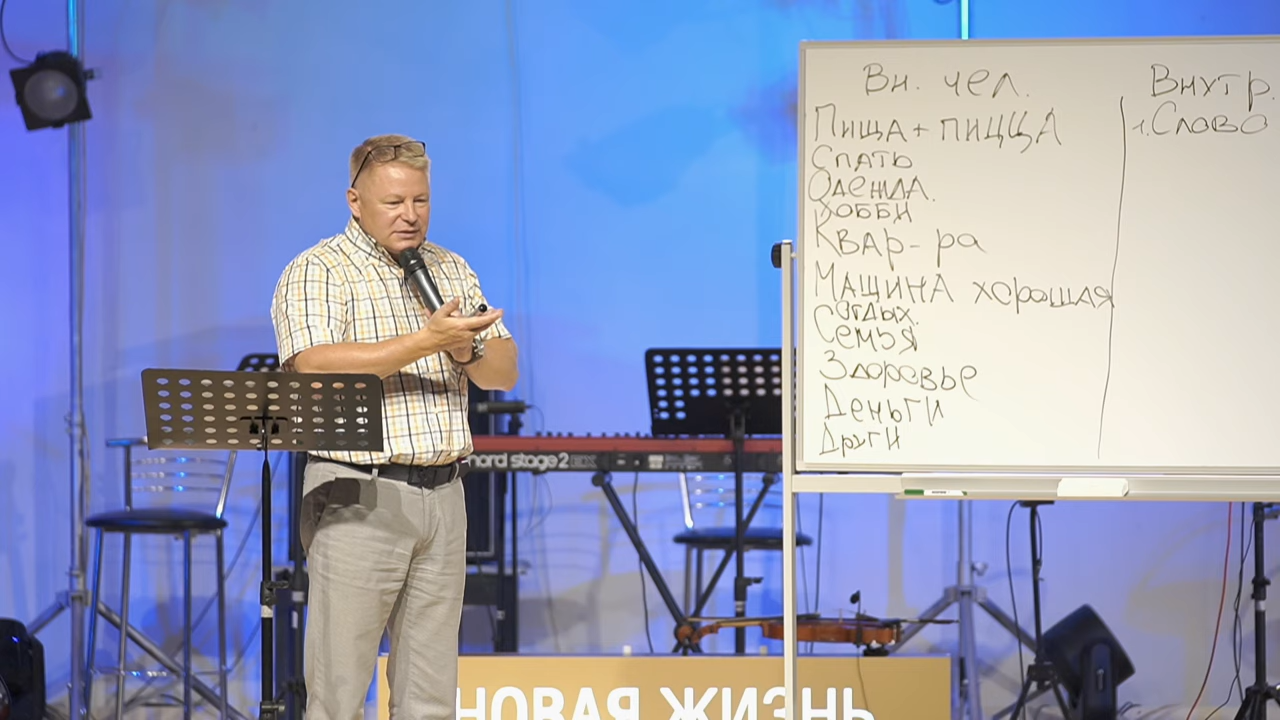 Вн. чел.
Пища + пицца
Спать
Одежда.
Хобби
Квар-ра
Машина хорошая
Отдых.
Семья
Здоровье
Деньги
Друзи
Внутр.
1. Слово
nord stage 2
НОВАЯ ЖИЗНЬ